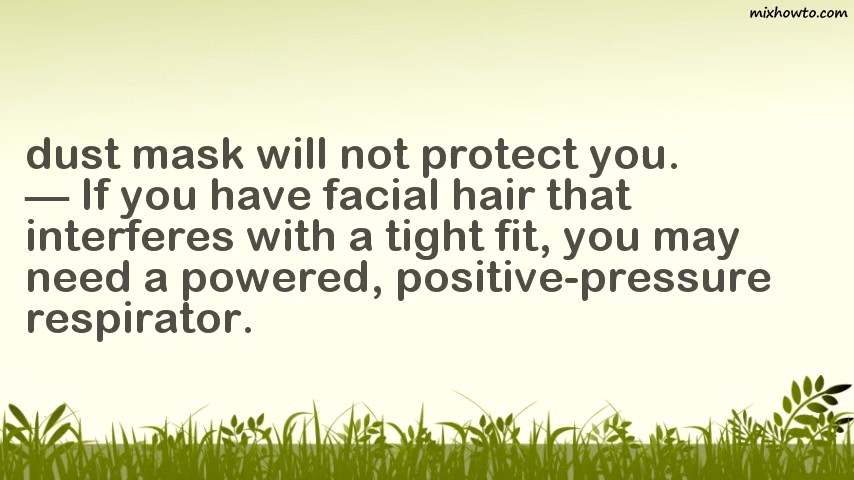 mixhowto.com
dust mask will not protect you.
— If you have facial hair that
interferes with a tight fit, you may
need a powered, positive-pressure
respirator.